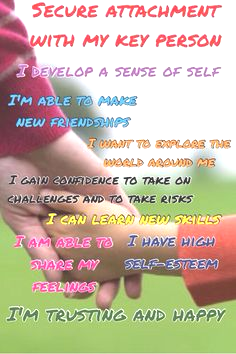 Secure attachment
with my key person
I develop a sense of self
I'm able to make
new friendships
I want to explore the
world around me
I gain confidence to take on
challenges and to take risks
I can learn new skills
I am able to
share my
feelings
I have high
self-esteem
I'm trusting and happy